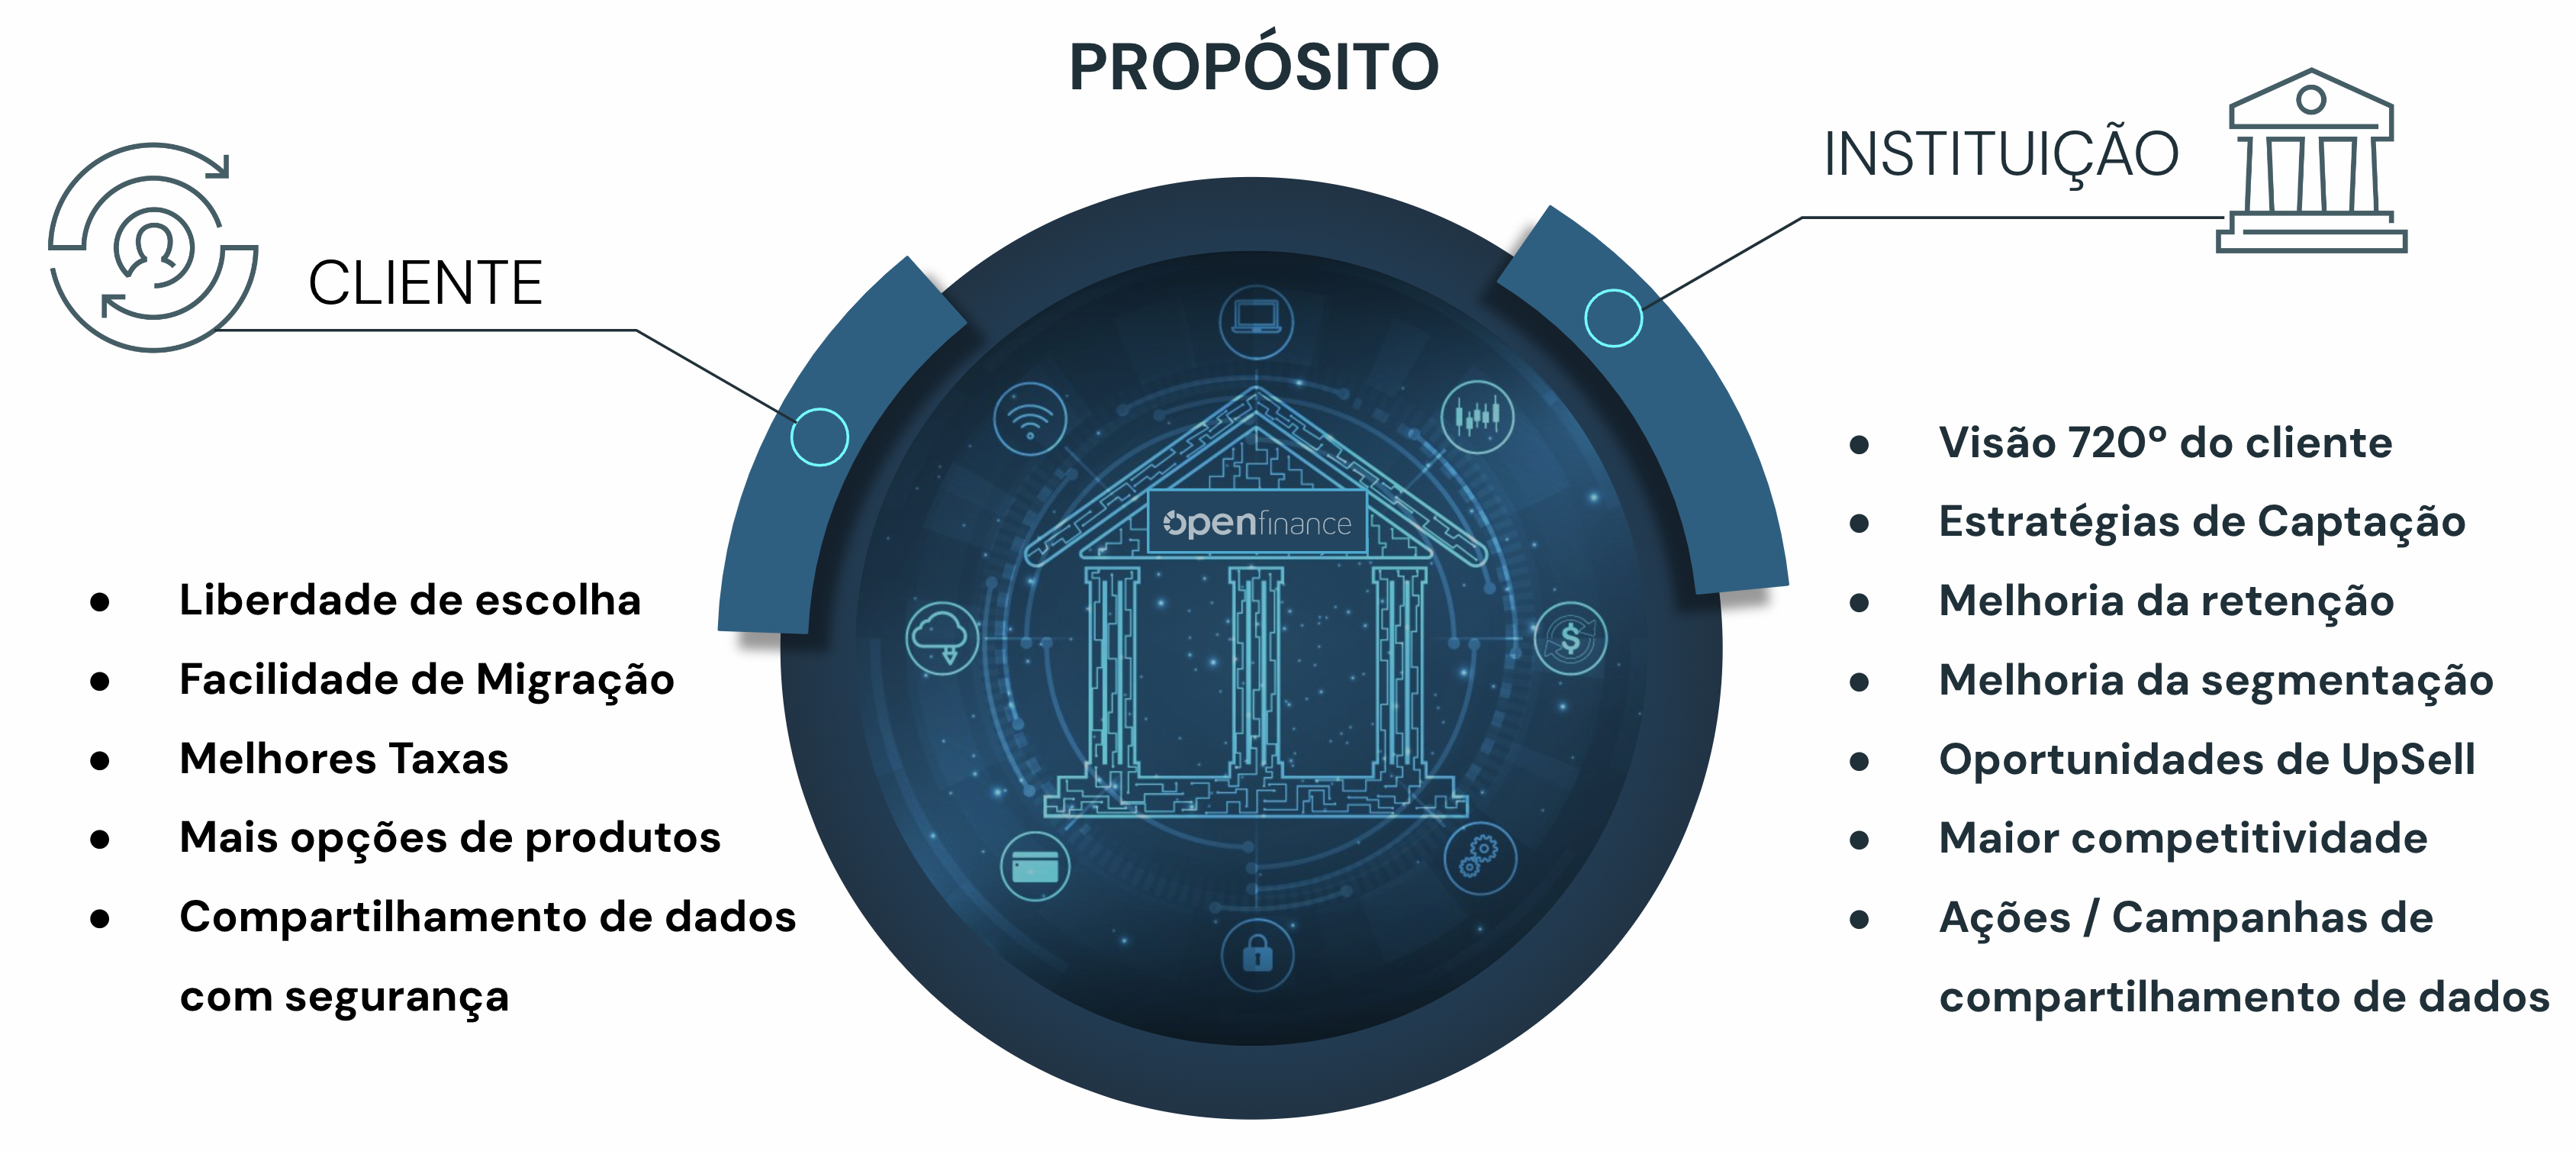 PROPÓSITO
CLIENTE
● Liberdade de escolha
● Facilidade de Migração
● Melhores Taxas
● Mais opções de produtos
● Compartilhamento de dados
com segurança
openfinance
$
INSTITUIÇÃO
● Visão 720º do cliente
● Estratégias de Captação
● Melhoria da retenção
● Melhoria da segmentação
● Oportunidades de UpSell
● Maior competitividade
● Ações / Campanhas de
compartilhamento de dados